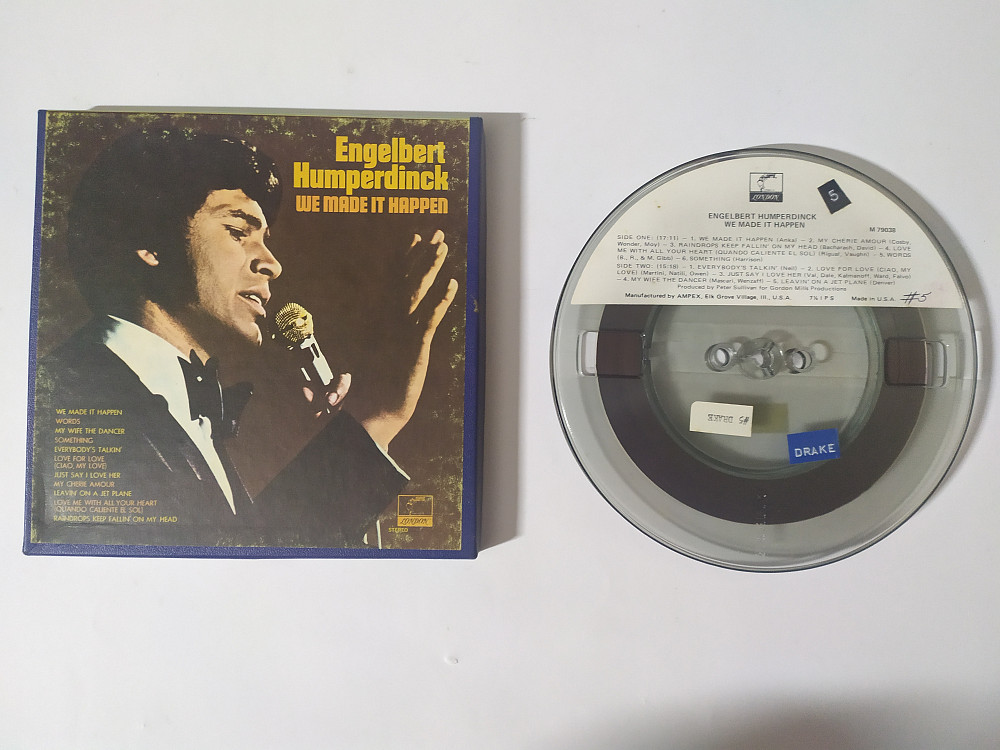 Engelbert
Humperdinck
WE MADE IT HAPPEN
WE MADE IT HAPPEN
WORDS
MY WIFE THE DANCER
SOMETHING
EVERYBODY'S TALKIN'
LOVE FOR LOVE
(CIAO, MY LOVE)
JUST SAY I LOVE HER
MY CHERIE AMOUR
LEAVIN' ON A JET PLANE
LOVE ME WITH ALL YOUR HEART
(QUANDO CALIENTE EL SOL)
RAINDROPS KEEP FALLIN' ON MY HEAD
LONDON
STEREO
LONDON
5
ENGELBERT HUMPERDINCK
WE MADE IT HAPPEN
M 79038
SIDE ONE: (17:11) — 1. WE MADE IT HAPPEN (Anka) — 2. MY CHERIE AMOUR (Cosby,
Wonder, Moy) — 3. RAINDROPS KEEP FALLIN' ON MY HEAD (Bacharach, David) — 4. LOVE
ME WITH ALL YOUR HEART (QUANDO CALIENTE EL SOL) (Rigual, Vaughn) — 5. WORDS
(B., R., & M. Gibb) — 6. SOMETHING (Harrison)
SIDE TWO: (15:18) — 1. EVERYBODY'S TALKIN' (Neil) — 2. LOVE FOR LOVE (CIAO, MY
LOVE) (Martini, Owen) — 3. JUST SAY I LOVE HER (Val, Dale, Kalmanoff, Ward, Falvo)
— 4. MY WIFE THE DANCER (Mascari, Wenzlaff) — 5. LEAVIN' ON A JET PLANE (Denver)
Produced by Peter Sullivan for Gordon Mills Productions
Manufactured by AMPEX, Elk Grove Village, Ill., U.S.A. 7½ I P S Made in U.S.A. #5
#5 DRAKE
DRAKE